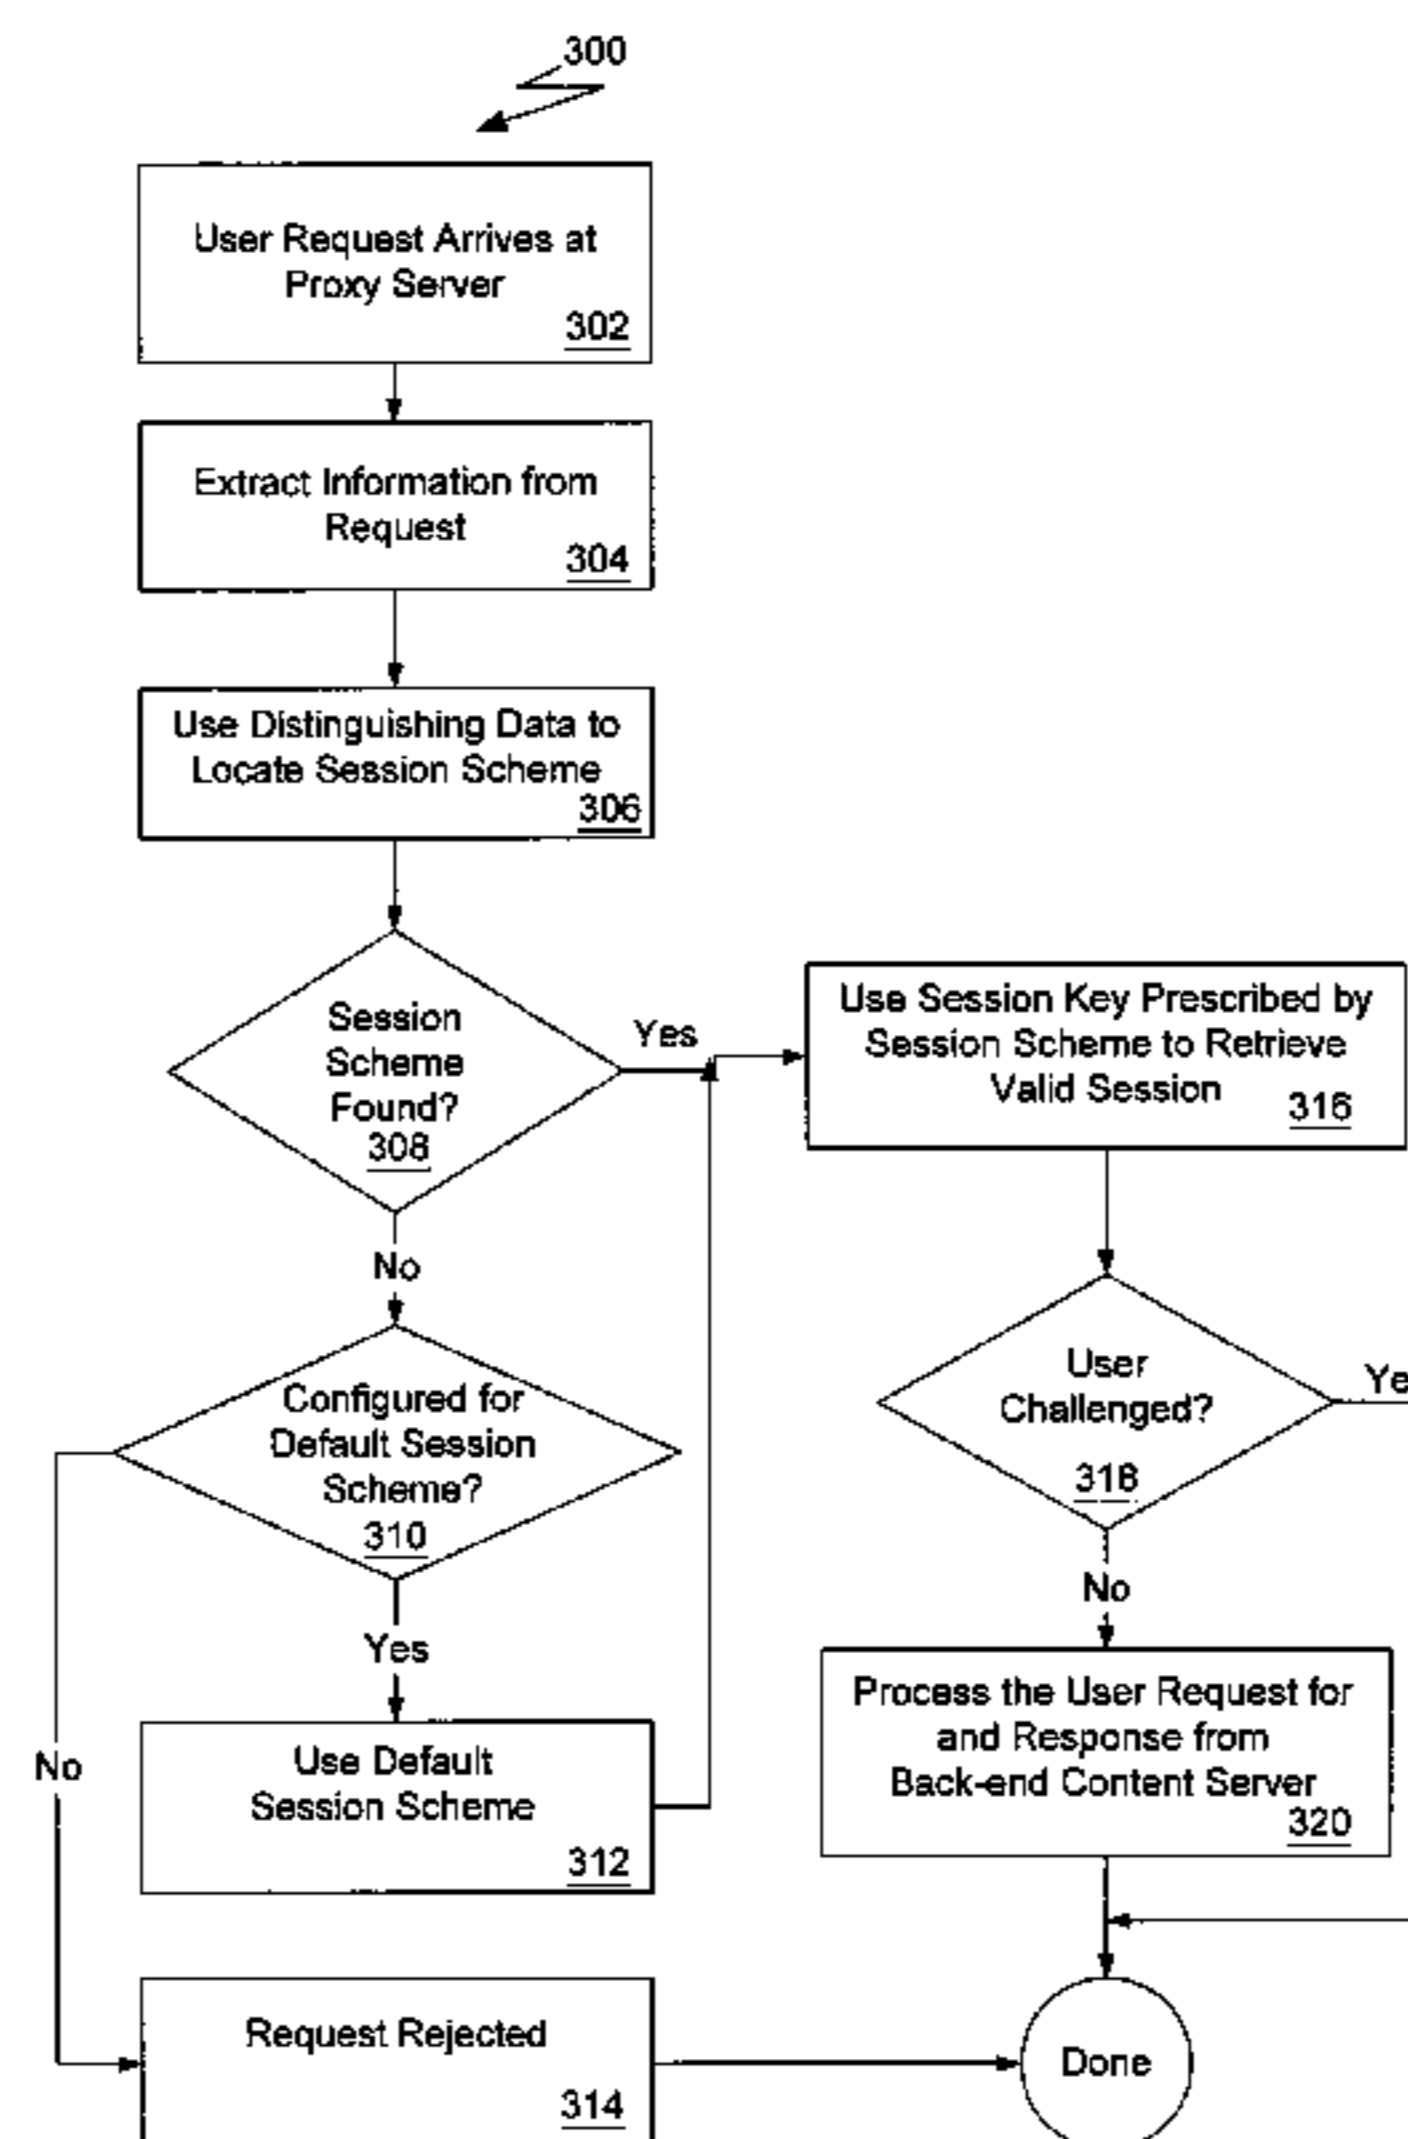 300
User Request Arrives at
Proxy Server
302
Extract Information from
Request
304
Use Distinguishing Data to
Locate Session Scheme
306
Session
Scheme
Found?
308
Yes
No
Use Session Key Prescribed by
Session Scheme to Retrieve
Valid Session
316
User
Challenged?
318
Ye
No
Configured for
Default Session
Scheme?
310
Yes
No
Use Default
Session Scheme
312
Process the User Request for
and Response from
Back-end Content Server
320
Request Rejected
314
Done